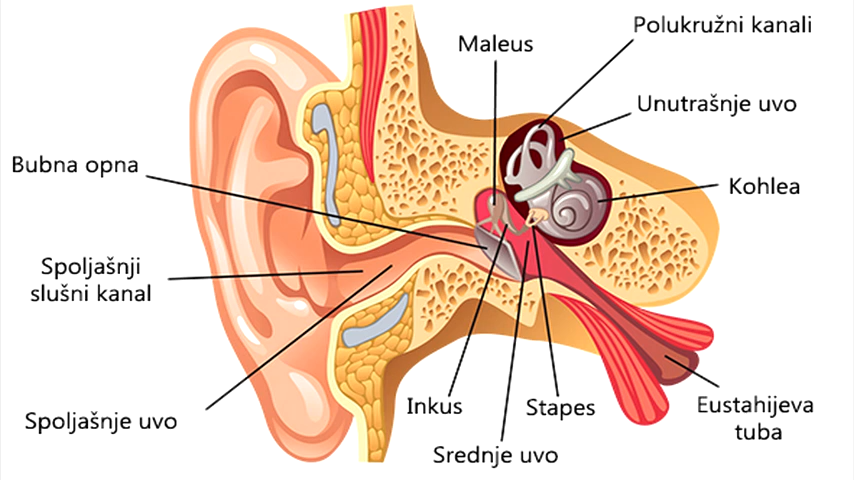 Polukružni kanali
Maleus
Unutrašnje uvo
Bubna opna
Kohlea
Spoljašnji
slušni kanal
Inkus
Stapes
Eustahijeva
tuba
Spoljašnje uvo
Srednje uvo